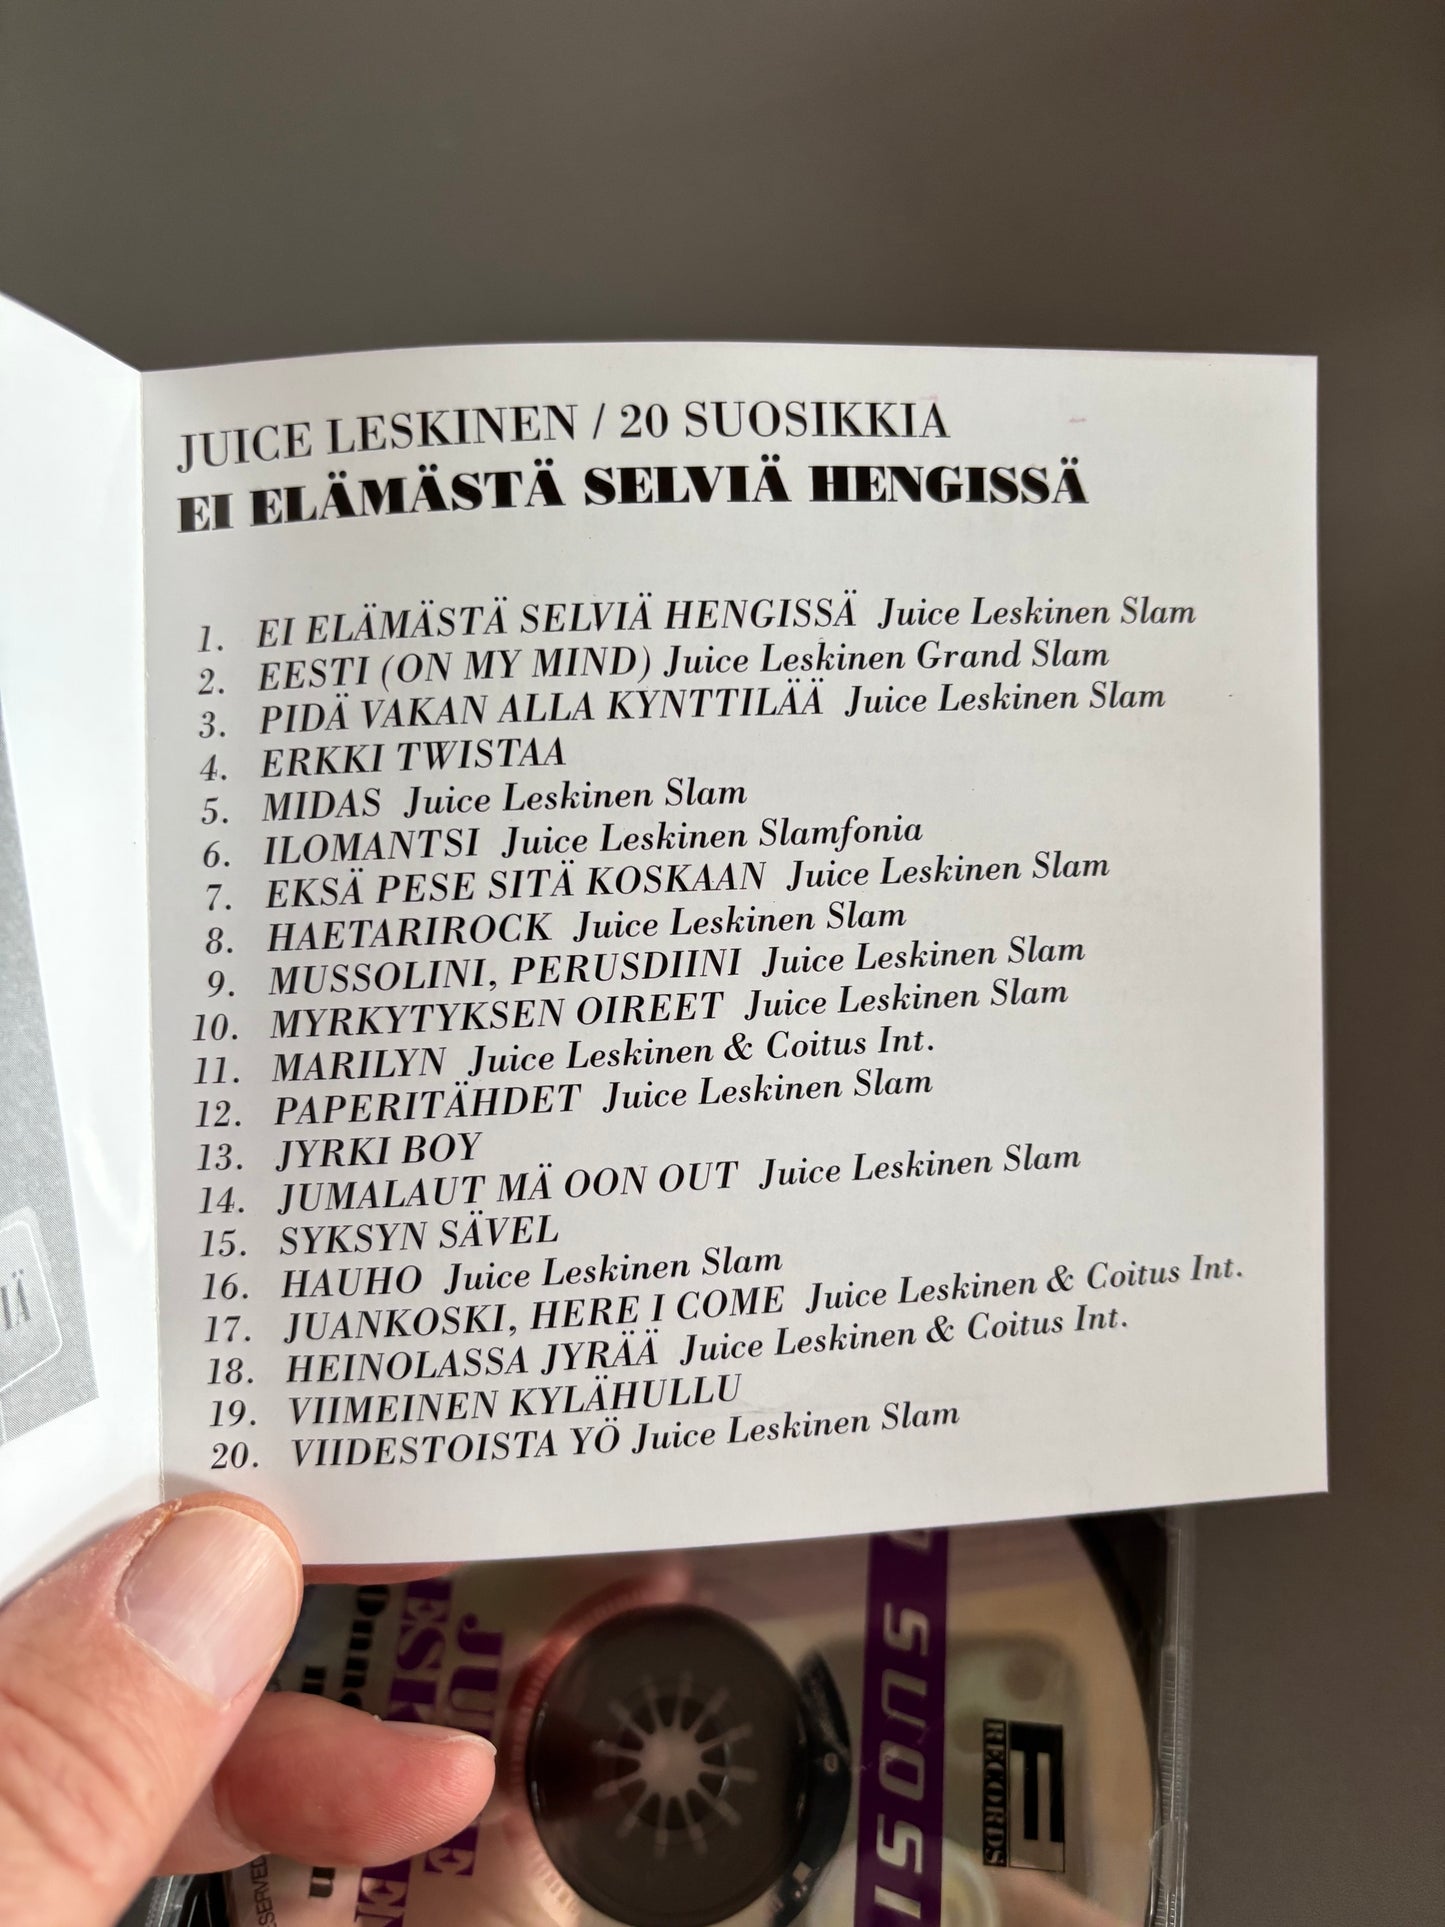 JUICE LESKINEN / 20 SUOSIKKIA
EI ELÄMÄSTÄ SELVIÄ HENGISSÄ
1. EI ELÄMÄSTÄ SELVIÄ HENGISSÄ Juice Leskinen Slam
2. EESTI (ON MY MIND) Juice Leskinen Grand Slam
3. PIDÄ VAKAN ALLA KYNTTILÄÄ Juice Leskinen Slam
4. ERKKI TWISTAA
5. MIDAS Juice Leskinen Slam
6. ILOMANTSI Juice Leskinen Slamfonia
7. EKSÄ PESE SITÄ KOSKAAN Juice Leskinen Slam
8. HAETARIROCK Juice Leskinen Slam
9. MUSSOLINI, PERUSDIINI Juice Leskinen Slam
10. MYRKYTYKSEN OIREET Juice Leskinen Slam
11. MARILYN Juice Leskinen & Coitus Int.
12. PAPERITÄHDET Juice Leskinen Slam
13. JYRKI BOY
14. JUMALAUT MÄ OON OUT Juice Leskinen Slam
15. SYKSYN SÄVEL
16. HAUHO Juice Leskinen Slam
17. JUANKOSKI, HERE I COME Juice Leskinen & Coitus Int.
18. HEINOLASSA JYRÄÄ Juice Leskinen & Coitus Int.
19. VIIMEINEN KYLÄHULLU
20. VIIDESTOISTA YÖ Juice Leskinen Slam
IÄ
E
RECORDS